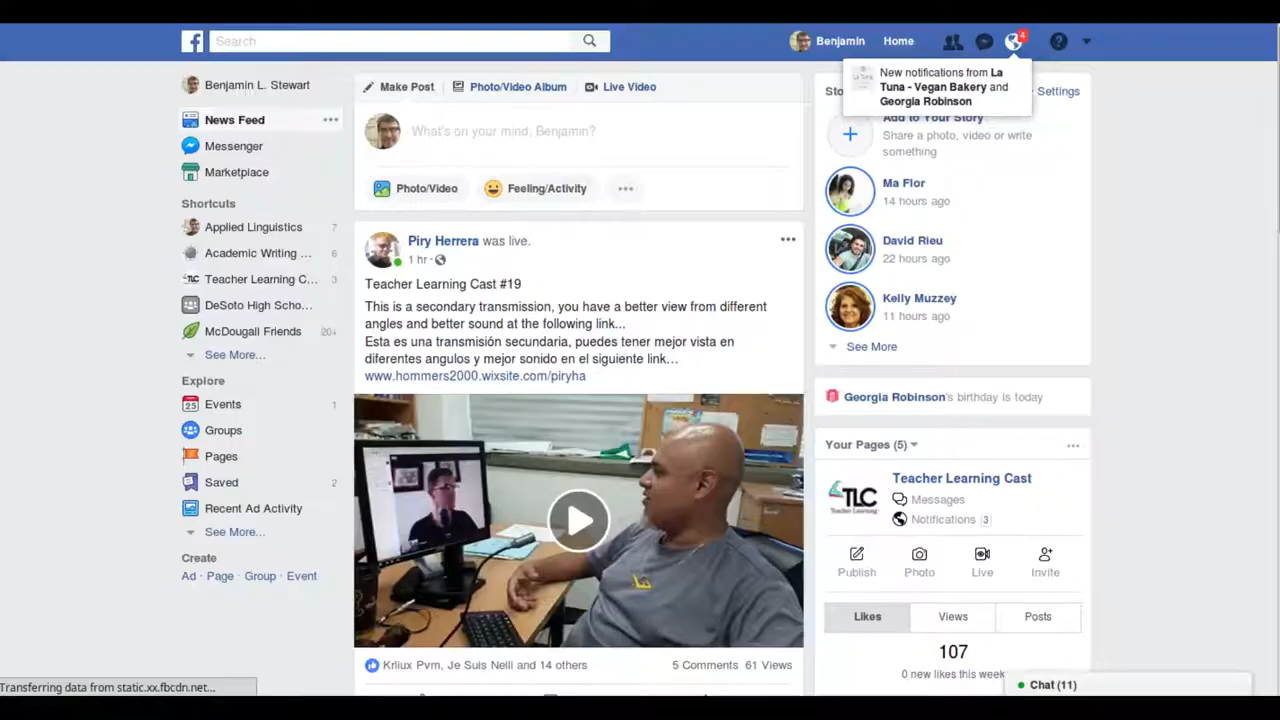 Search
Benjamin
Home
4
New notifications from La
Tuna - Vegan Bakery and
Georgia Robinson
Benjamin L. Stewart
News Feed
Messenger
Marketplace
Shortcuts
Applied Linguistics 7
Academic Writing ... 6
Teacher Learning C... 3
DeSoto High Scho...
McDougall Friends 20+
See More...
Explore
Events 1
Groups
Pages
Saved 2
Recent Ad Activity
See More...
Create
Ad · Page · Group · Event
Make Post
Photo/Video Album
Live Video
What's on your mind, Benjamin?
Photo/Video
Feeling/Activity
Piry Herrera was live.
1 hr ·
Teacher Learning Cast #19
This is a secondary transmission, you have a better view from different
angles and better sound at the following link...
Esta es una transmisión secundaria, puedes tener mejor vista en
diferentes angulos y mejor sonido en el siguiente link...
www.hommers2000.wixsite.com/piryha
Krliux Pvm, Je Suis Neili and 14 others
5 Comments 61 Views
Settings
Add to Your Story
Share a photo, video or write
something
Ma Flor
14 hours ago
David Rieu
22 hours ago
Kelly Muzzey
11 hours ago
See More
Georgia Robinson's birthday is today
Your Pages (5)
TLC
Teacher Learning
Teacher Learning Cast
Messages
Notifications 3
Publish
Photo
Live
Invite
Likes
Views
Posts
107
0 new likes this week
Chat (11)
Transferring data from static.xx.fbcdn.net...